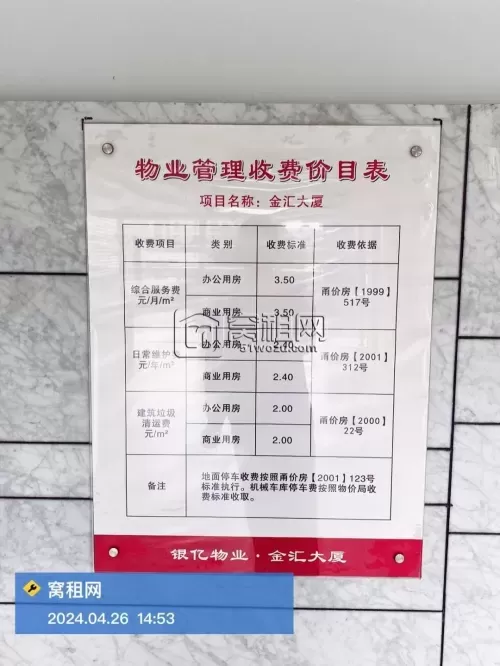 物业管理收费价目表
项目名称：金汇大厦
收费项目 类别 收费标准 收费依据
综合服务费
元/月/m²
办公用房 3.50
商业用房 3.50
甬价房【1999】
517号
日常维护
元/年/m²
办公用房 2.40
商业用房 2.40
甬价房【2001】
312号
建筑垃圾
清运费
元/m²
办公用房 2.00
商业用房 2.00
甬价房【2000】
22号
备注
地面停车收费按照甬价房【2001】123号
标准执行。机械车库停车费按照物价局收
费标准收取。
银亿物业·金汇大厦
窝租网
51wo2u.com
窝租网
2024.04.26 14:53